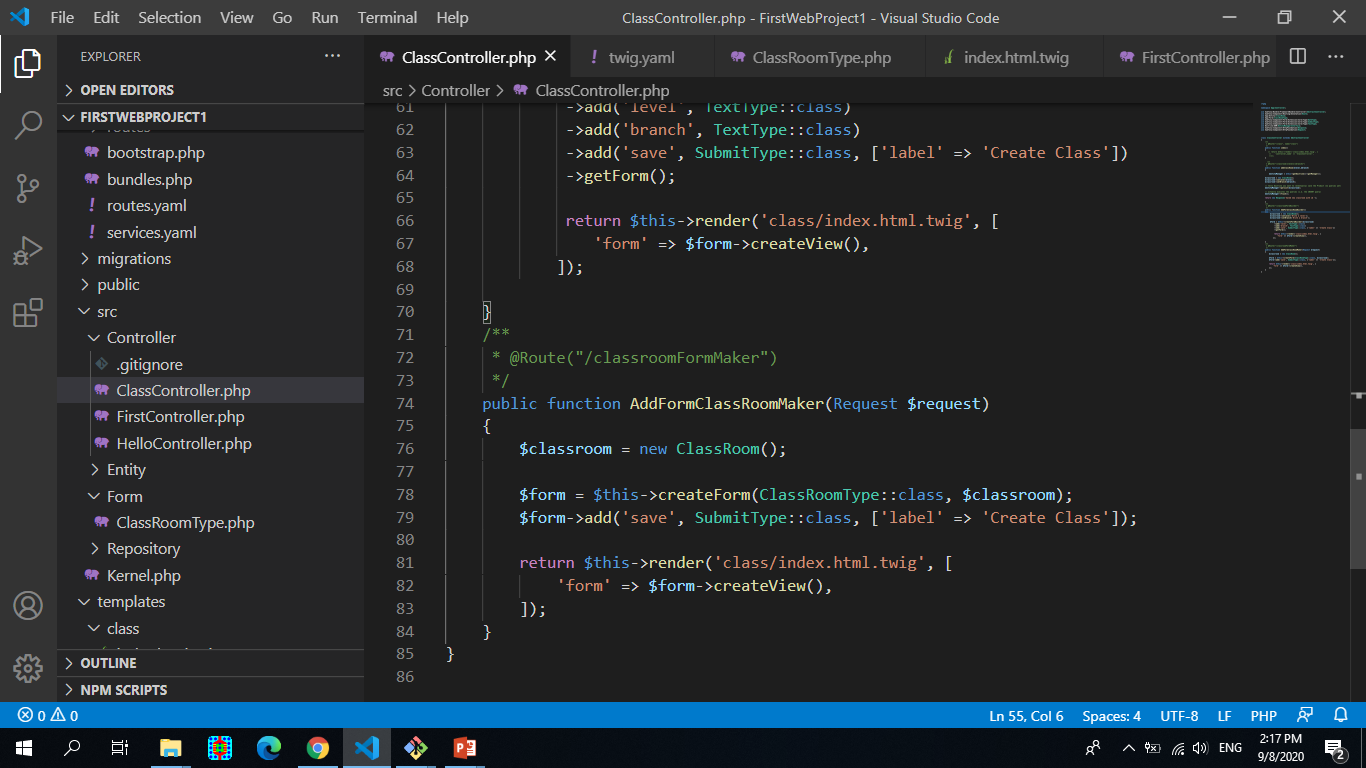 File Edit Selection View Go Run Terminal Help
ClassController.php - FirstWebProject1 - Visual Studio Code
EXPLORER
OPEN EDITORS
FIRSTWEBPROJECT1
routes
bootstrap.php
bundles.php
routes.yaml
services.yaml
migrations
public
src
Controller
.gitignore
ClassController.php
FirstController.php
HelloController.php
Entity
Form
ClassRoomType.php
Repository
Kernel.php
templates
class
OUTLINE
NPM SCRIPTS
ClassController.php
twig.yaml
ClassRoomType.php
index.html.twig
FirstController.php
src > Controller > ClassController.php
61 ->add('level', TextType::class)
62 ->add('branch', TextType::class)
63 ->add('save', SubmitType::class, ['label' => 'Create Class'])
64 ->getForm();
65
66 return $this->render('class/index.html.twig', [
67 'form' => $form->createView(),
68 ]);
69
70 }
71 /**
72 * @Route("/classroomFormMaker")
73 */
74 public function AddFormClassRoomMaker(Request $request)
75 {
76 $classroom = new ClassRoom();
77
78 $form = $this->createForm(ClassRoomType::class, $classroom);
79 $form->add('save', SubmitType::class, ['label' => 'Create Class']);
80
81 return $this->render('class/index.html.twig', [
82 'form' => $form->createView(),
83 ]);
84 }
85 }
86
0 0
Ln 55, Col 6 Spaces: 4 UTF-8 LF PHP
ENG
2:17 PM
9/8/2020
2